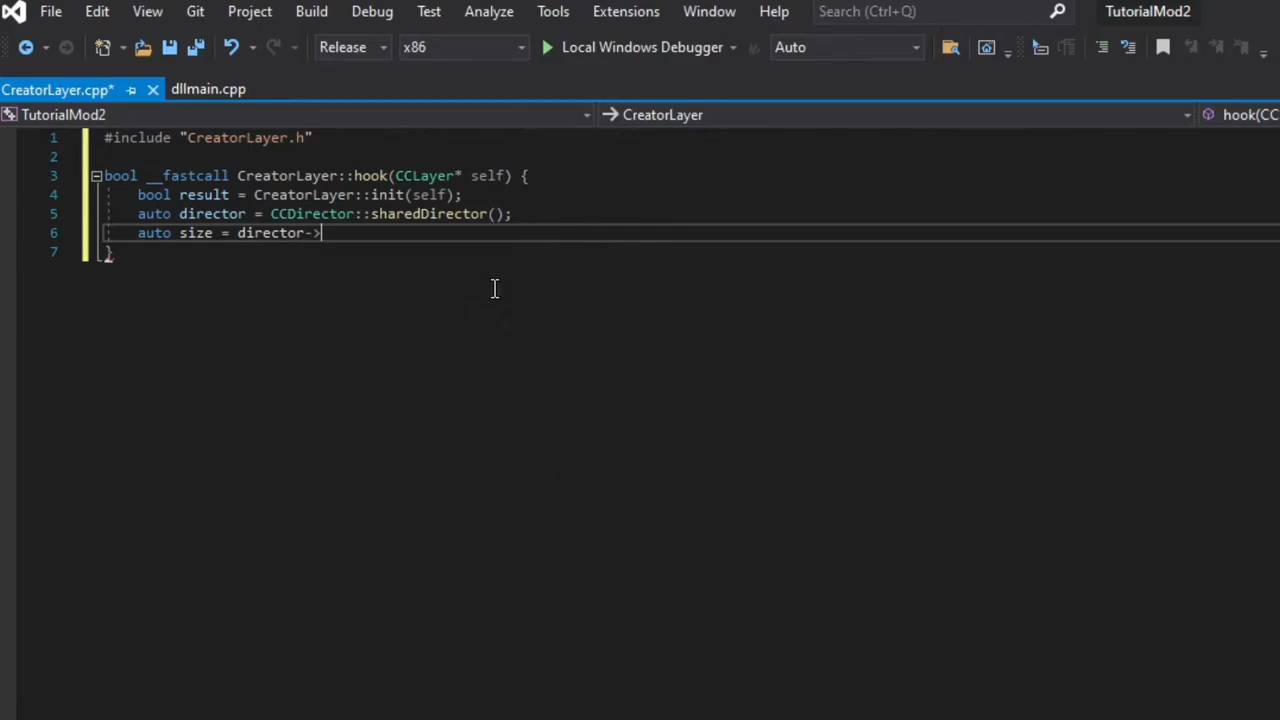 File Edit View Git Project Build Debug Test Analyze Tools Extensions Window Help Search (Ctrl+Q) TutorialMod2
Release x86 Local Windows Debugger Auto
CreatorLayer.cpp* dllmain.cpp
TutorialMod2 CreatorLayer hook(CC
1 #include "CreatorLayer.h"
2
3 bool __fastcall CreatorLayer::hook(CCLayer* self) {
4 bool result = CreatorLayer::init(self);
5 auto director = CCDirector::sharedDirector();
6 auto size = director->
7 }